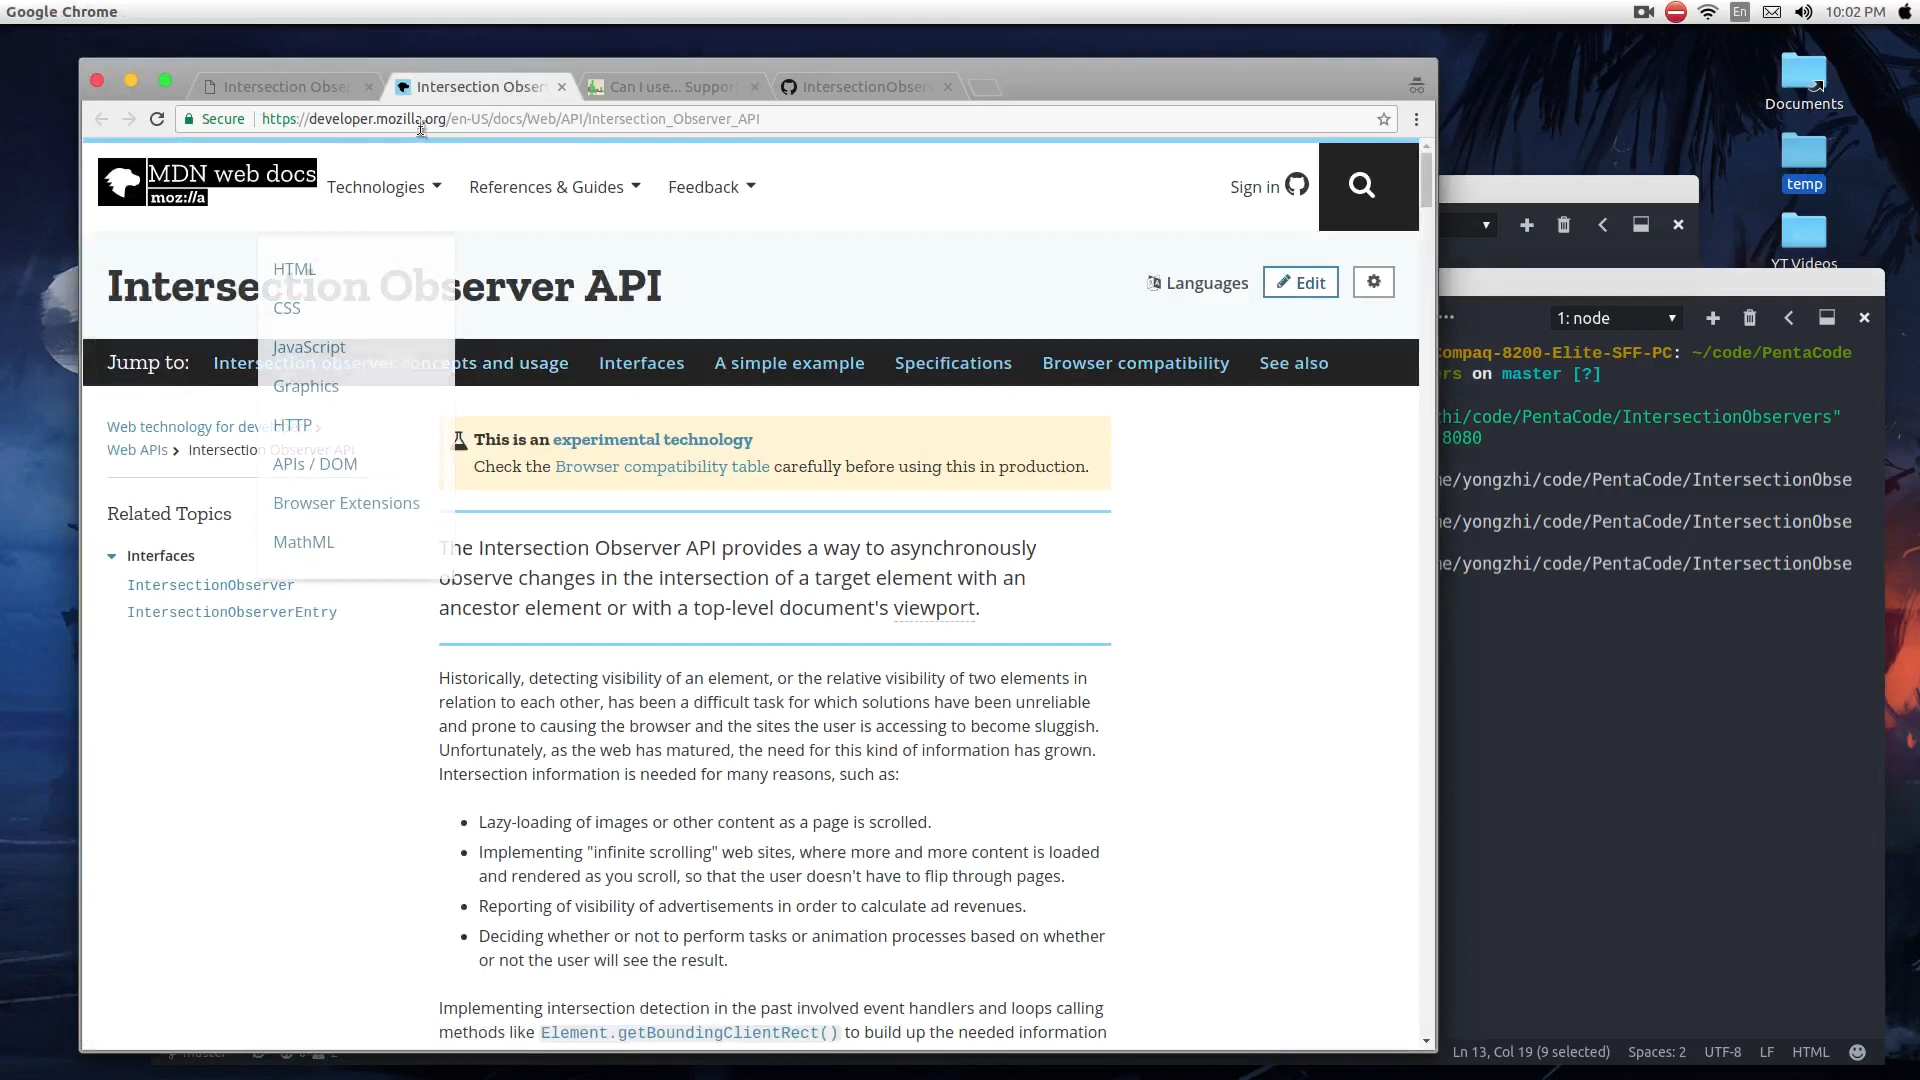 Google Chrome
En
10:02 PM
Intersection Obser
Intersection Obser
Can I use... Suppor
IntersectionObser
Secure
https://developer.mozilla.org/en-US/docs/Web/API/Intersection_Observer_API
MDN web docs
moz://a
Technologies
References & Guides
Feedback
Sign in
Intersection Observer API
Languages
Edit
HTML
CSS
JavaScript
Graphics
HTTP
APIs / DOM
Browser Extensions
MathML
Jump to:
Intersection observer concepts and usage
Interfaces
A simple example
Specifications
Browser compatibility
See also
Web technology for deve
Web APIs
Intersection Observer API
Related Topics
Interfaces
IntersectionObserver
IntersectionObserverEntry
This is an experimental technology
Check the Browser compatibility table carefully before using this in production.
The Intersection Observer API provides a way to asynchronously
observe changes in the intersection of a target element with an
ancestor element or with a top-level document's viewport.
Historically, detecting visibility of an element, or the relative visibility of two elements in
relation to each other, has been a difficult task for which solutions have been unreliable
and prone to causing the browser and the sites the user is accessing to become sluggish.
Unfortunately, as the web has matured, the need for this kind of information has grown.
Intersection information is needed for many reasons, such as:
Lazy-loading of images or other content as a page is scrolled.
Implementing "infinite scrolling" web sites, where more and more content is loaded
and rendered as you scroll, so that the user doesn't have to flip through pages.
Reporting of visibility of advertisements in order to calculate ad revenues.
Deciding whether or not to perform tasks or animation processes based on whether
or not the user will see the result.
Implementing intersection detection in the past involved event handlers and loops calling
methods like Element.getBoundingClientRect() to build up the needed information
Documents
temp
YT Videos
1: node
ompaq-8200-Elite-SFF-PC: ~/code/PentaCode
rs on master [?]
hi/code/PentaCode/IntersectionObservers"
8080
me/yongzhi/code/PentaCode/IntersectionObse
me/yongzhi/code/PentaCode/IntersectionObse
me/yongzhi/code/PentaCode/IntersectionObse
Ln 13, Col 19 (9 selected)
Spaces: 2
UTF-8
LF
HTML